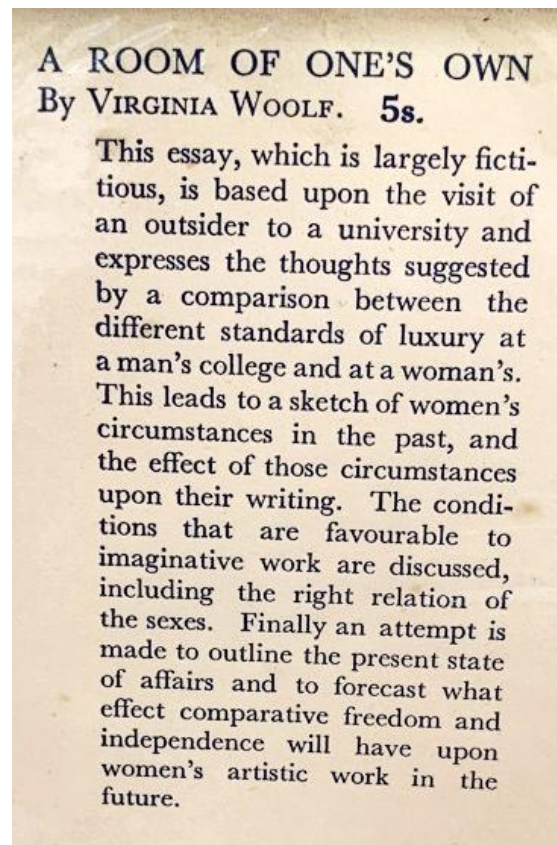 A ROOM OF ONE'S OWN
By VIRGINIA WOOLF. 5s.
This essay, which is largely ficti-
tious, is based upon the visit of
an outsider to a university and
expresses the thoughts suggested
by a comparison between the
different standards of luxury at
a man's college and at a woman's.
This leads to a sketch of women's
circumstances in the past, and
the effect of those circumstances
upon their writing. The condi-
tions that are favourable to
imaginative work are discussed,
including the right relation of
the sexes. Finally an attempt is
made to outline the present state
of affairs and to forecast what
effect comparative freedom and
independence will have upon
women's artistic work in the
future.